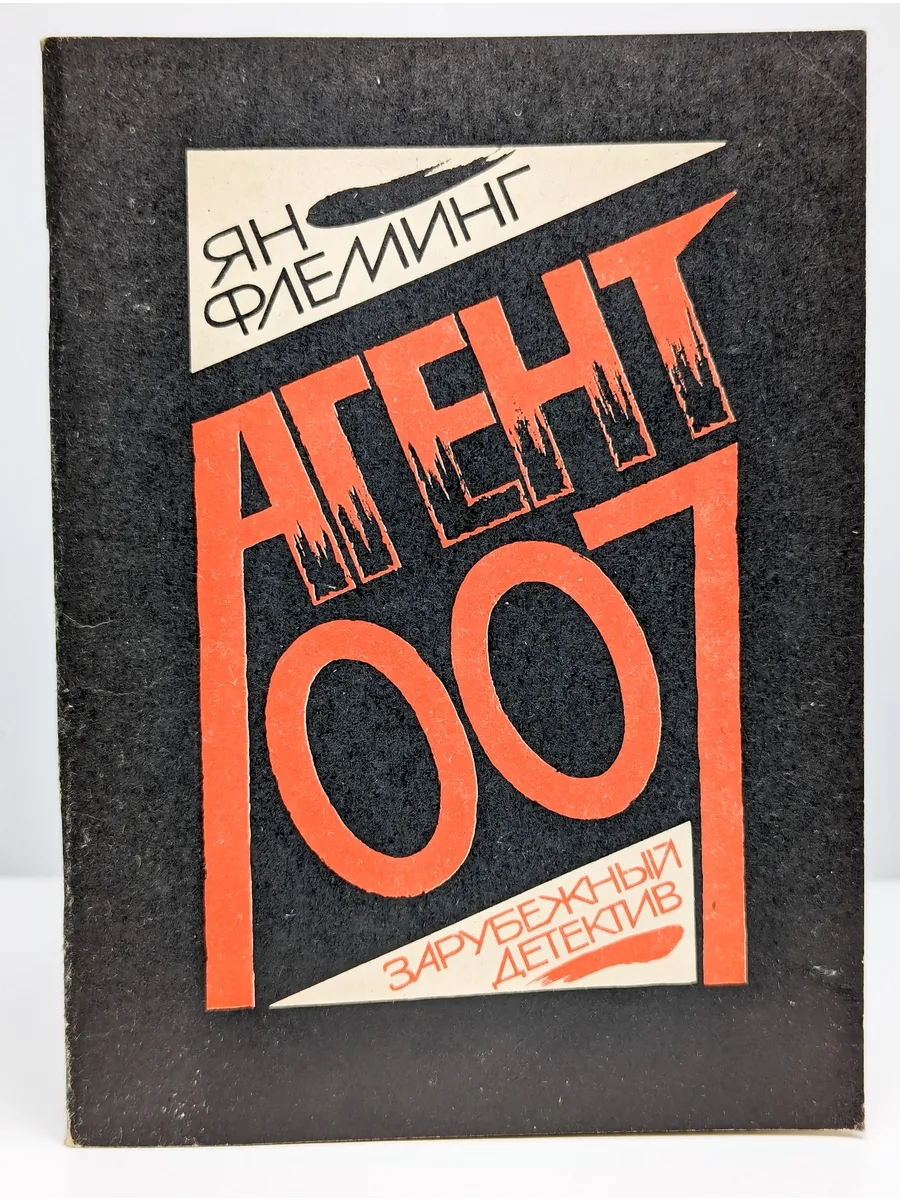 ЯН
ФЛЕМИНГ
АГЕНТ
007
ЗАРУБЕЖНЫЙ
ДЕТЕКТИВ